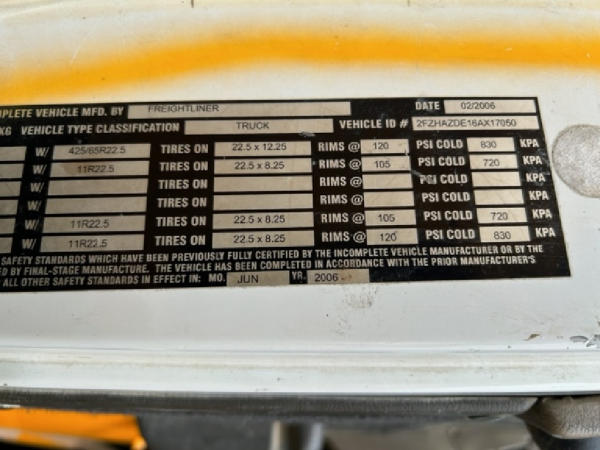 PLETE VEHICLE MFD. BY FREIGHTLINER DATE 02/2006
KG VEHICLE TYPE CLASSIFICATION TRUCK VEHICLE ID # 2FZHAZDE16AX17050
W/ 425/65R22.5 TIRES ON 22.5 x 12.25 RIMS @ 120 PSI COLD 830 KPA
W/ 11R22.5 TIRES ON 22.5 x 8.25 RIMS @ 105 PSI COLD 720 KPA
W/ TIRES ON RIMS @ PSI COLD KPA
W/ TIRES ON RIMS @ PSI COLD KPA
W/ 11R22.5 TIRES ON 22.5 x 8.25 RIMS @ 105 PSI COLD 720 KPA
W/ 11R22.5 TIRES ON 22.5 x 8.25 RIMS @ 120 PSI COLD 830 KPA
SAFETY STANDARDS WHICH HAVE BEEN PREVIOUSLY FULLY CERTIFIED BY THE INCOMPLETE VEHICLE MANUFACTURER OR BY THE
ED BY FINAL-STAGE MANUFACTURE. THE VEHICLE HAS BEEN COMPLETED IN ACCORDANCE WITH THE PRIOR MANUFACTURER'S
ALL OTHER SAFETY STANDARDS IN EFFECT IN: MO. JUN YR. 2006